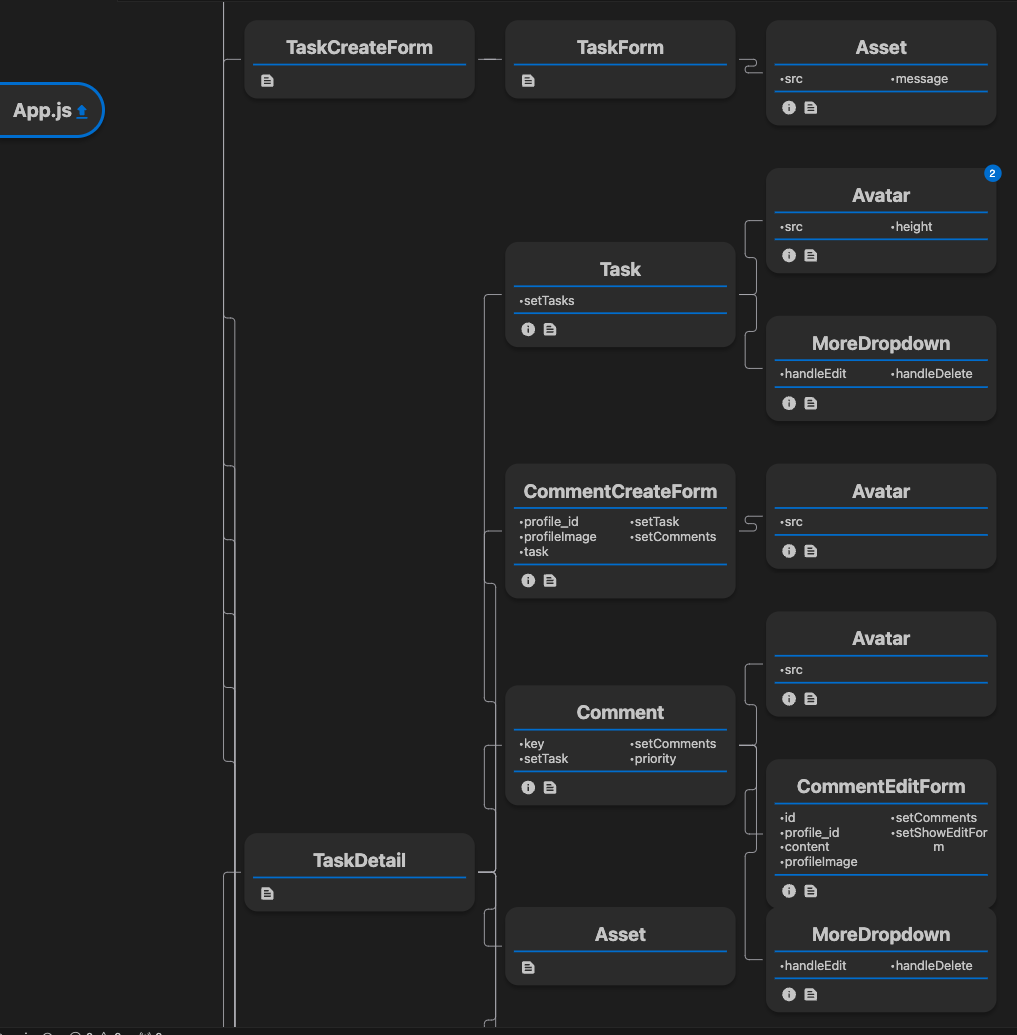 TaskCreateForm
TaskForm
Asset
•src •message
App.js
2
Avatar
•src •height
Task
•setTasks
MoreDropdown
•handleEdit •handleDelete
CommentCreateForm
•profile_id •setTask
•profileImage •setComments
•task
Avatar
•src
Avatar
•src
Comment
•key •setComments
•setTask •priority
CommentEditForm
•id •setComments
•profile_id •setShowEditFor
•content m
•profileImage
TaskDetail
Asset
MoreDropdown
•handleEdit •handleDelete